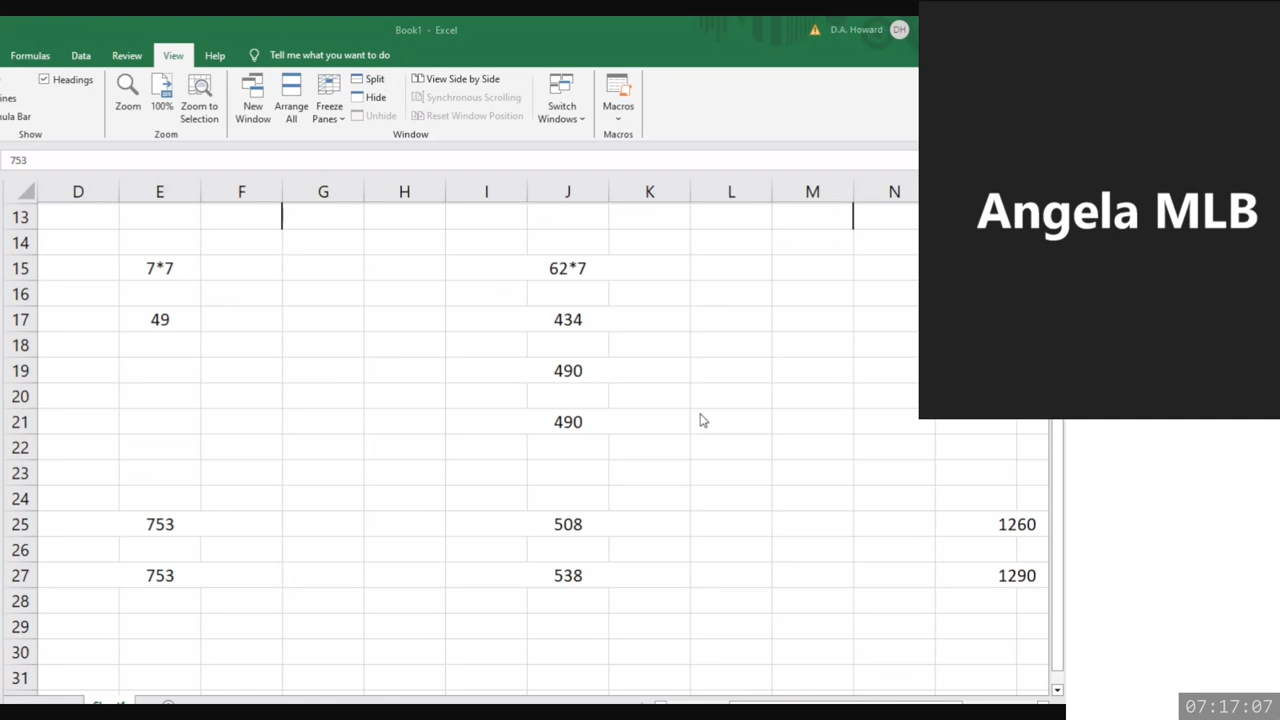 Book1 - Excel
D.A. Howard DH
Formulas Data Review View Help Tell me what you want to do
Headings
Zoom 100% Zoom to Selection
New Window Arrange All Freeze Panes
Split
Hide
Unhide
View Side by Side
Synchronous Scrolling
Reset Window Position
Switch Windows
Macros
Show Zoom Window Macros
753
D E F G H I J K L M N
13
14
15 7*7 62*7
16
17 49 434
18
19 490
20
21 490
22
23
24
25 753 508 1260
26
27 753 538 1290
28
29
30
31
Angela MLB
07:17:07